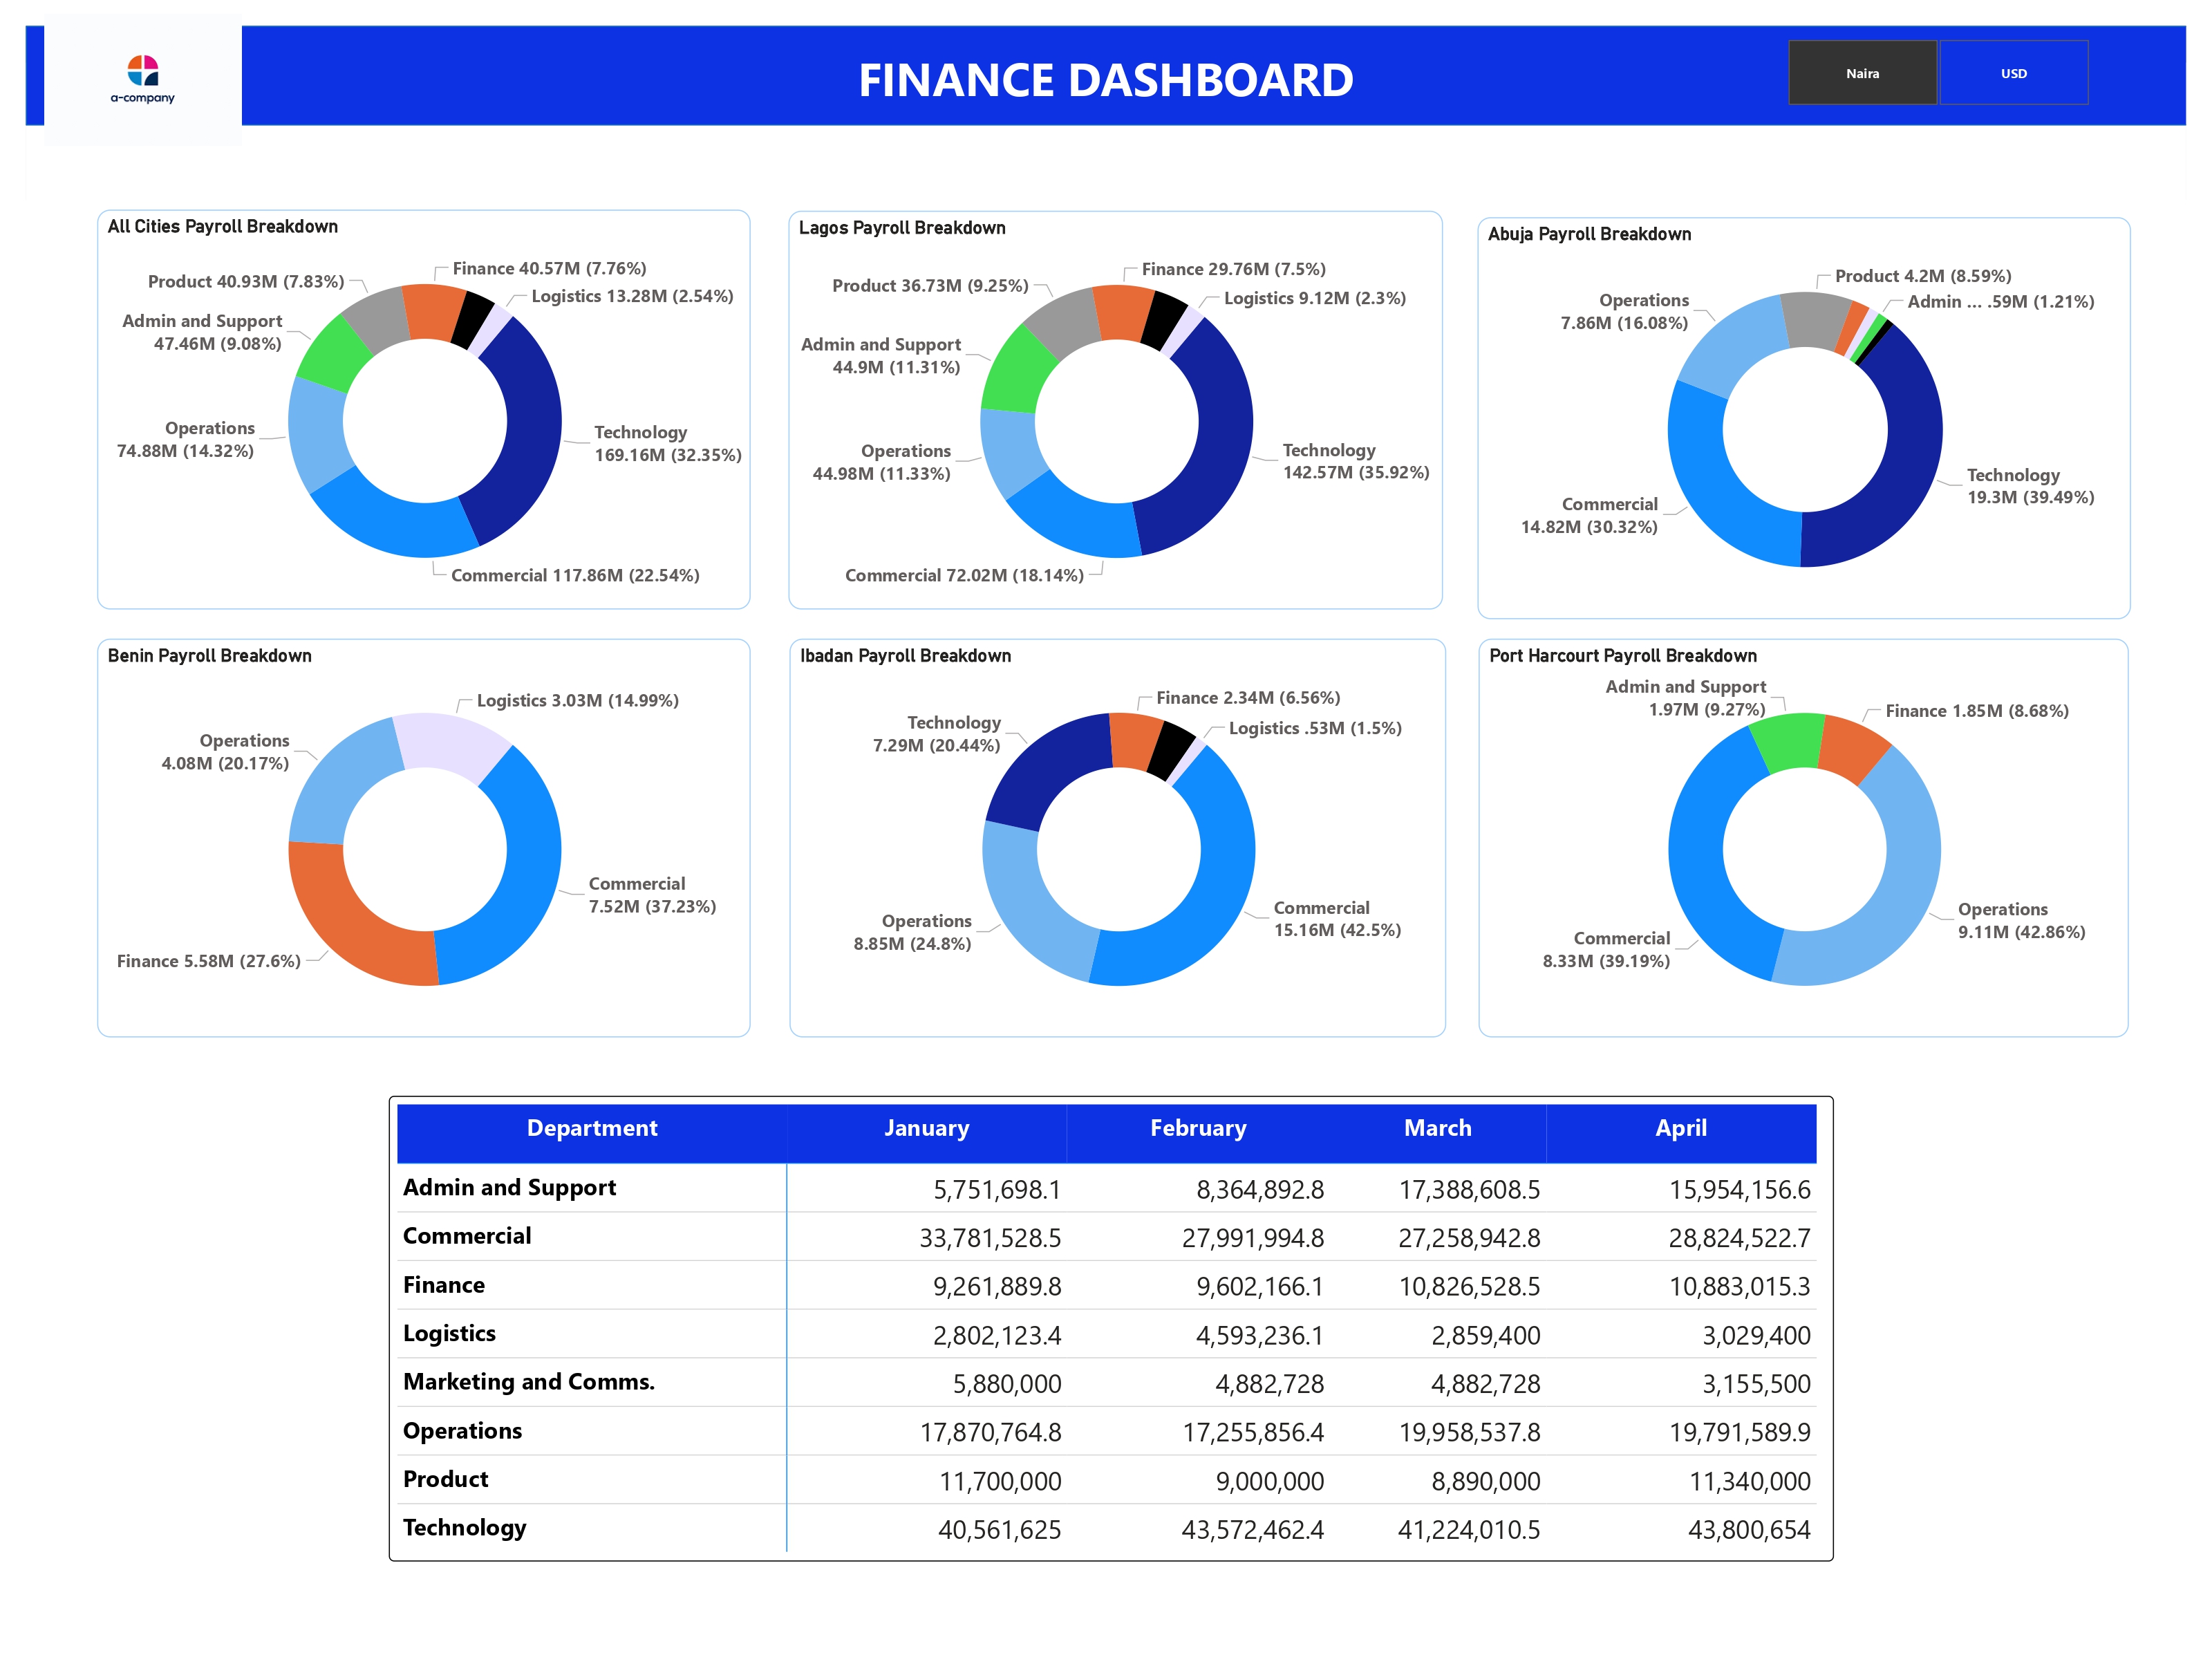 a-company
FINANCE DASHBOARD
Naira
USD
All Cities Payroll Breakdown
Finance 40.57M (7.76%)
Product 40.93M (7.83%)
Logistics 13.28M (2.54%)
Admin and Support
47.46M (9.08%)
Operations
74.88M (14.32%)
Technology
169.16M (32.35%)
Commercial 117.86M (22.54%)
Lagos Payroll Breakdown
Finance 29.76M (7.5%)
Product 36.73M (9.25%)
Logistics 9.12M (2.3%)
Admin and Support
44.9M (11.31%)
Operations
44.98M (11.33%)
Technology
142.57M (35.92%)
Commercial 72.02M (18.14%)
Abuja Payroll Breakdown
Product 4.2M (8.59%)
Operations
7.86M (16.08%)
Admin ... .59M (1.21%)
Technology
19.3M (39.49%)
Commercial
14.82M (30.32%)
Benin Payroll Breakdown
Logistics 3.03M (14.99%)
Operations
4.08M (20.17%)
Commercial
7.52M (37.23%)
Finance 5.58M (27.6%)
Ibadan Payroll Breakdown
Finance 2.34M (6.56%)
Technology
7.29M (20.44%)
Logistics .53M (1.5%)
Commercial
15.16M (42.5%)
Operations
8.85M (24.8%)
Port Harcourt Payroll Breakdown
Admin and Support
1.97M (9.27%)
Finance 1.85M (8.68%)
Operations
9.11M (42.86%)
Commercial
8.33M (39.19%)
Department January February March April
Admin and Support 5,751,698.1 8,364,892.8 17,388,608.5 15,954,156.6
Commercial 33,781,528.5 27,991,994.8 27,258,942.8 28,824,522.7
Finance 9,261,889.8 9,602,166.1 10,826,528.5 10,883,015.3
Logistics 2,802,123.4 4,593,236.1 2,859,400 3,029,400
Marketing and Comms. 5,880,000 4,882,728 4,882,728 3,155,500
Operations 17,870,764.8 17,255,856.4 19,958,537.8 19,791,589.9
Product 11,700,000 9,000,000 8,890,000 11,340,000
Technology 40,561,625 43,572,462.4 41,224,010.5 43,800,654